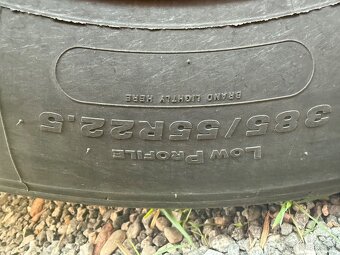 LOW PROFILE
385/55R22.5
BRAND LIGHTLY HERE